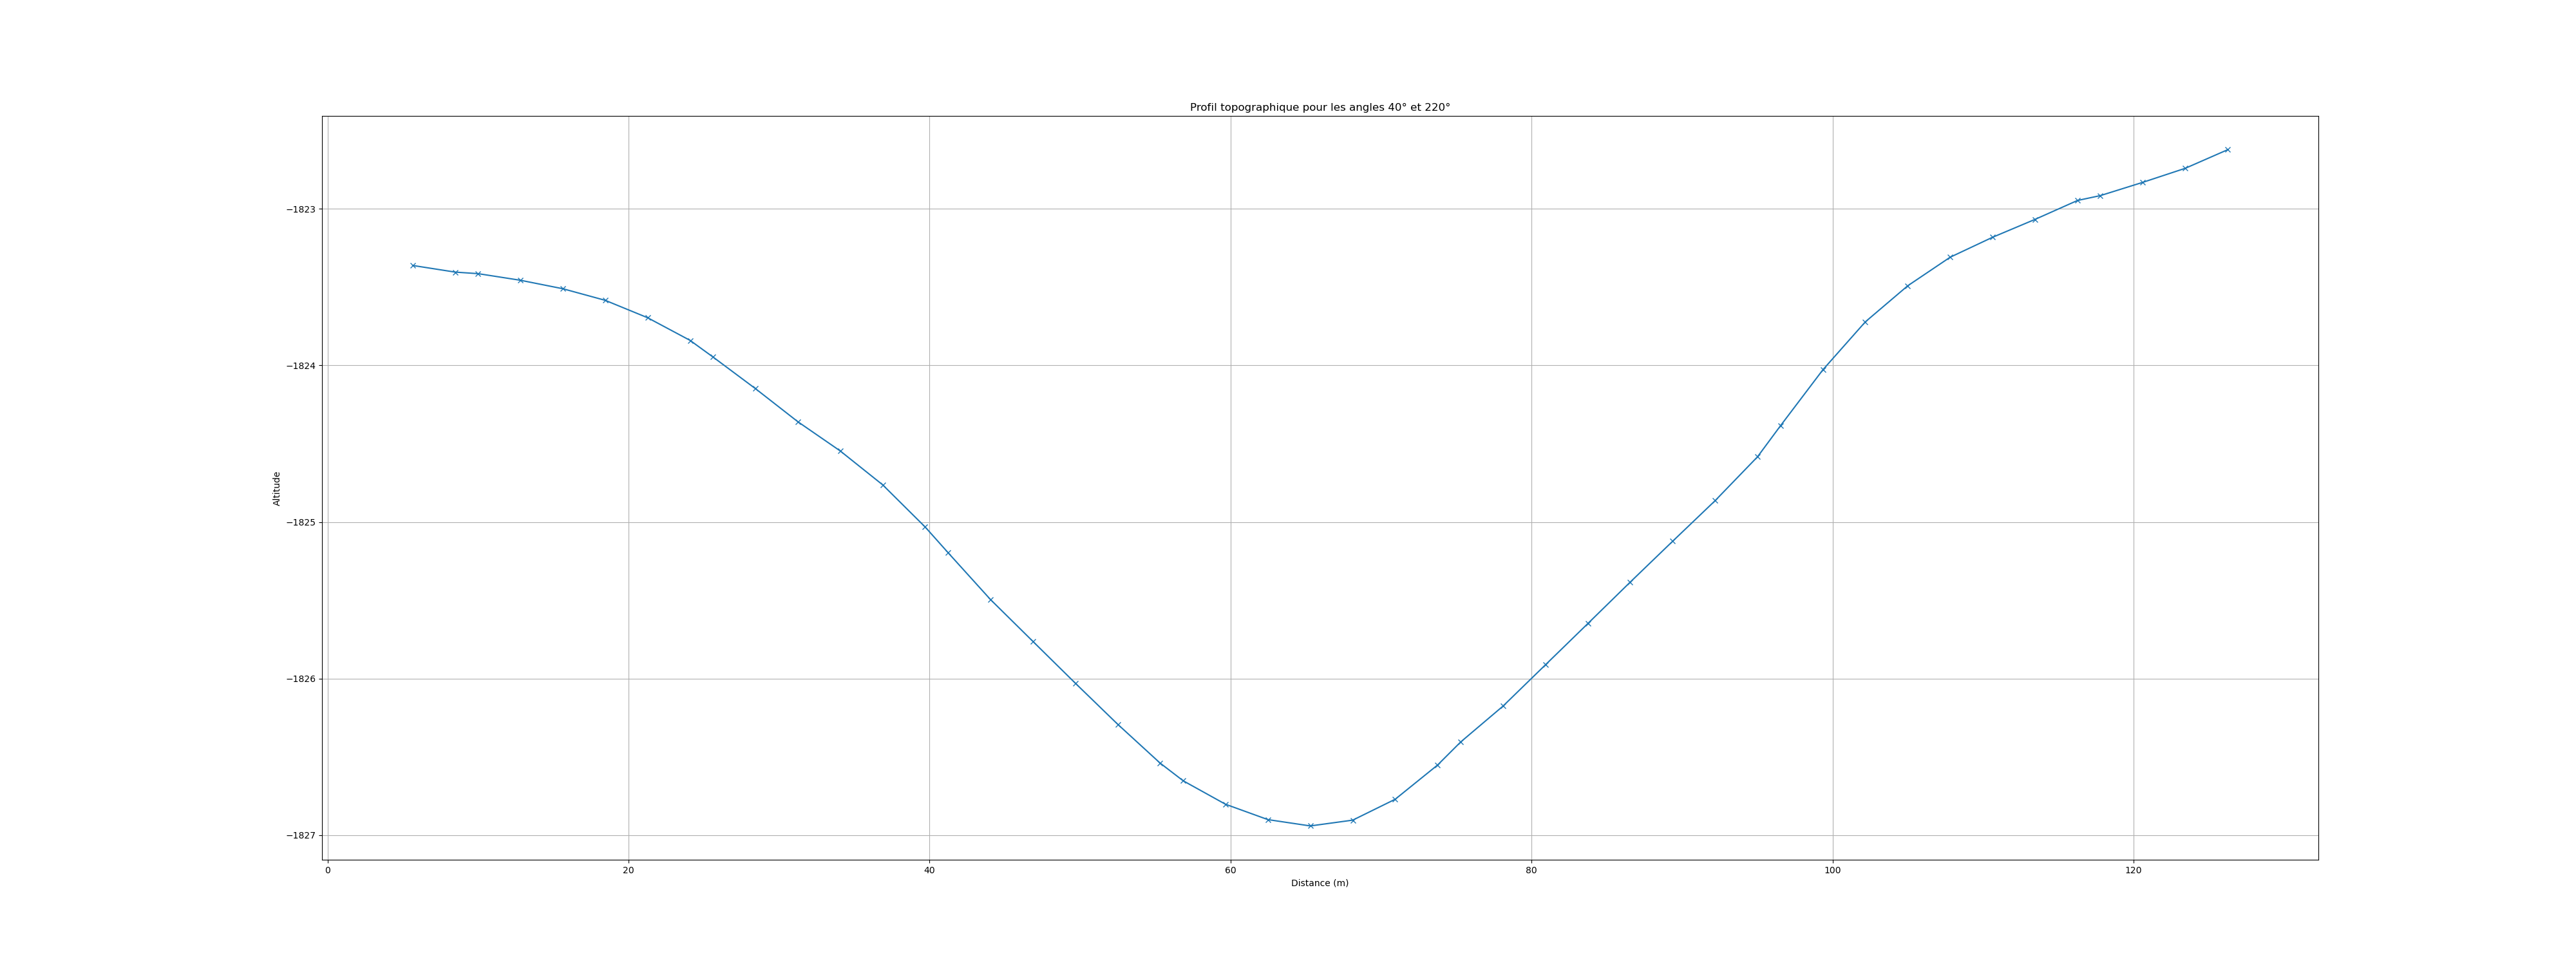 Profil topographique pour les angles 40° et 220°
−1823
−1824
−1825
−1826
−1827
Altitude
0 20 40 60 80 100 120
Distance (m)